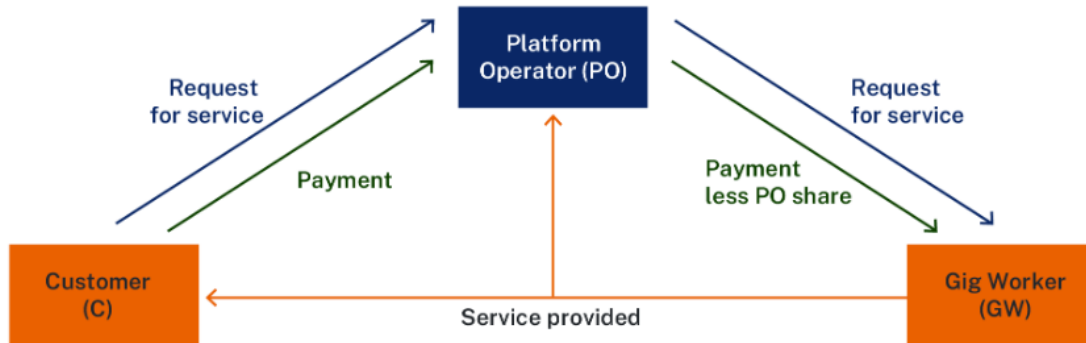 Platform
Operator (PO)
Request
for service
Payment
Request
for service
Payment
less PO share
Customer
(C)
Service provided
Gig Worker
(GW)